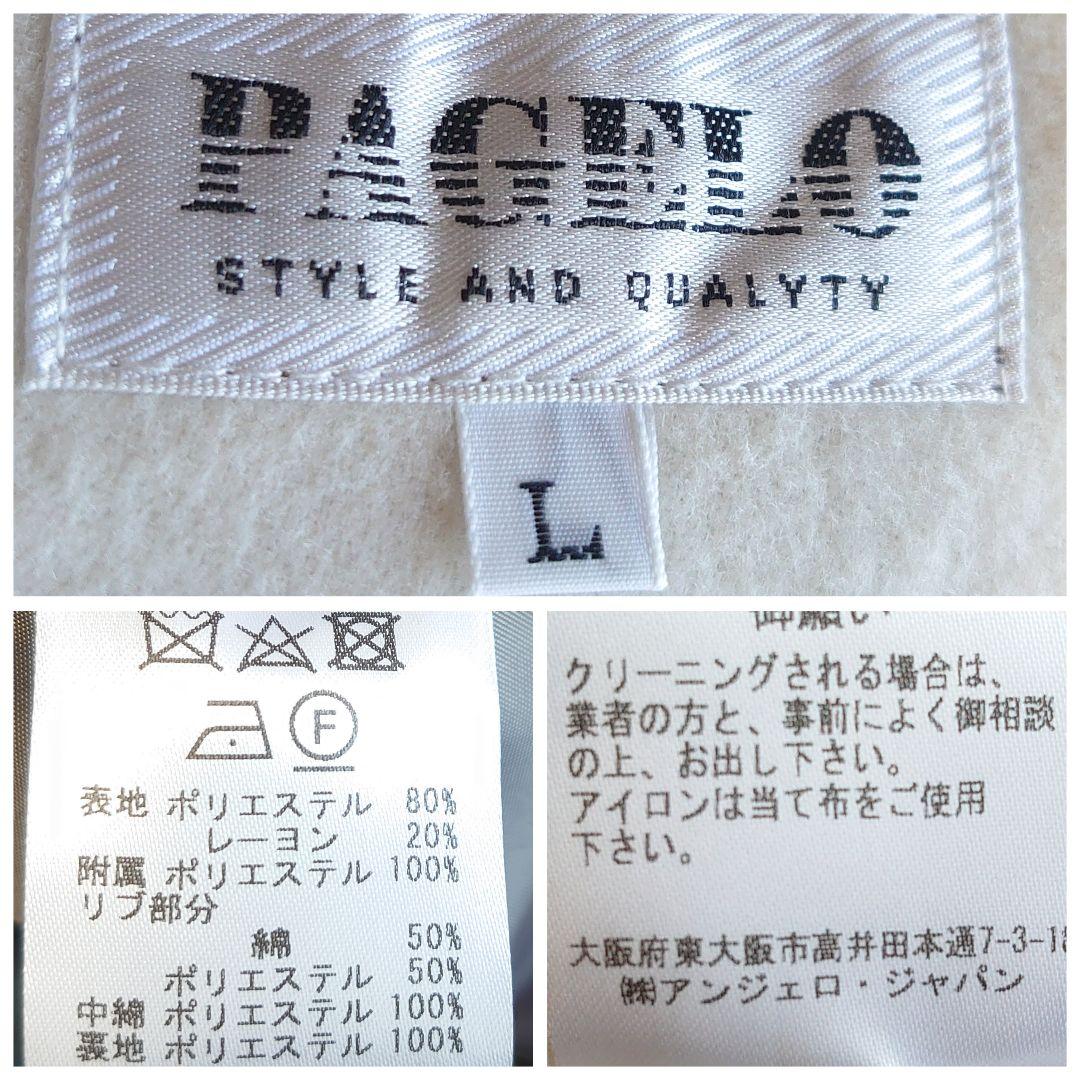 PAGELO
STYLE AND QUALYTY
L
F
表地 ポリエステル 80%
レーヨン 20%
附属 ポリエステル 100%
リブ部分
綿 50%
ポリエステル 50%
中綿 ポリエステル 100%
裏地 ポリエステル 100%
御願い
クリーニングされる場合は、
業者の方と、事前によく御相談
の上、お出し下さい。
アイロンは当て布をご使用
下さい。
大阪府東大阪市高井田本通7-3-18
㈱アンジェロ・ジャパン